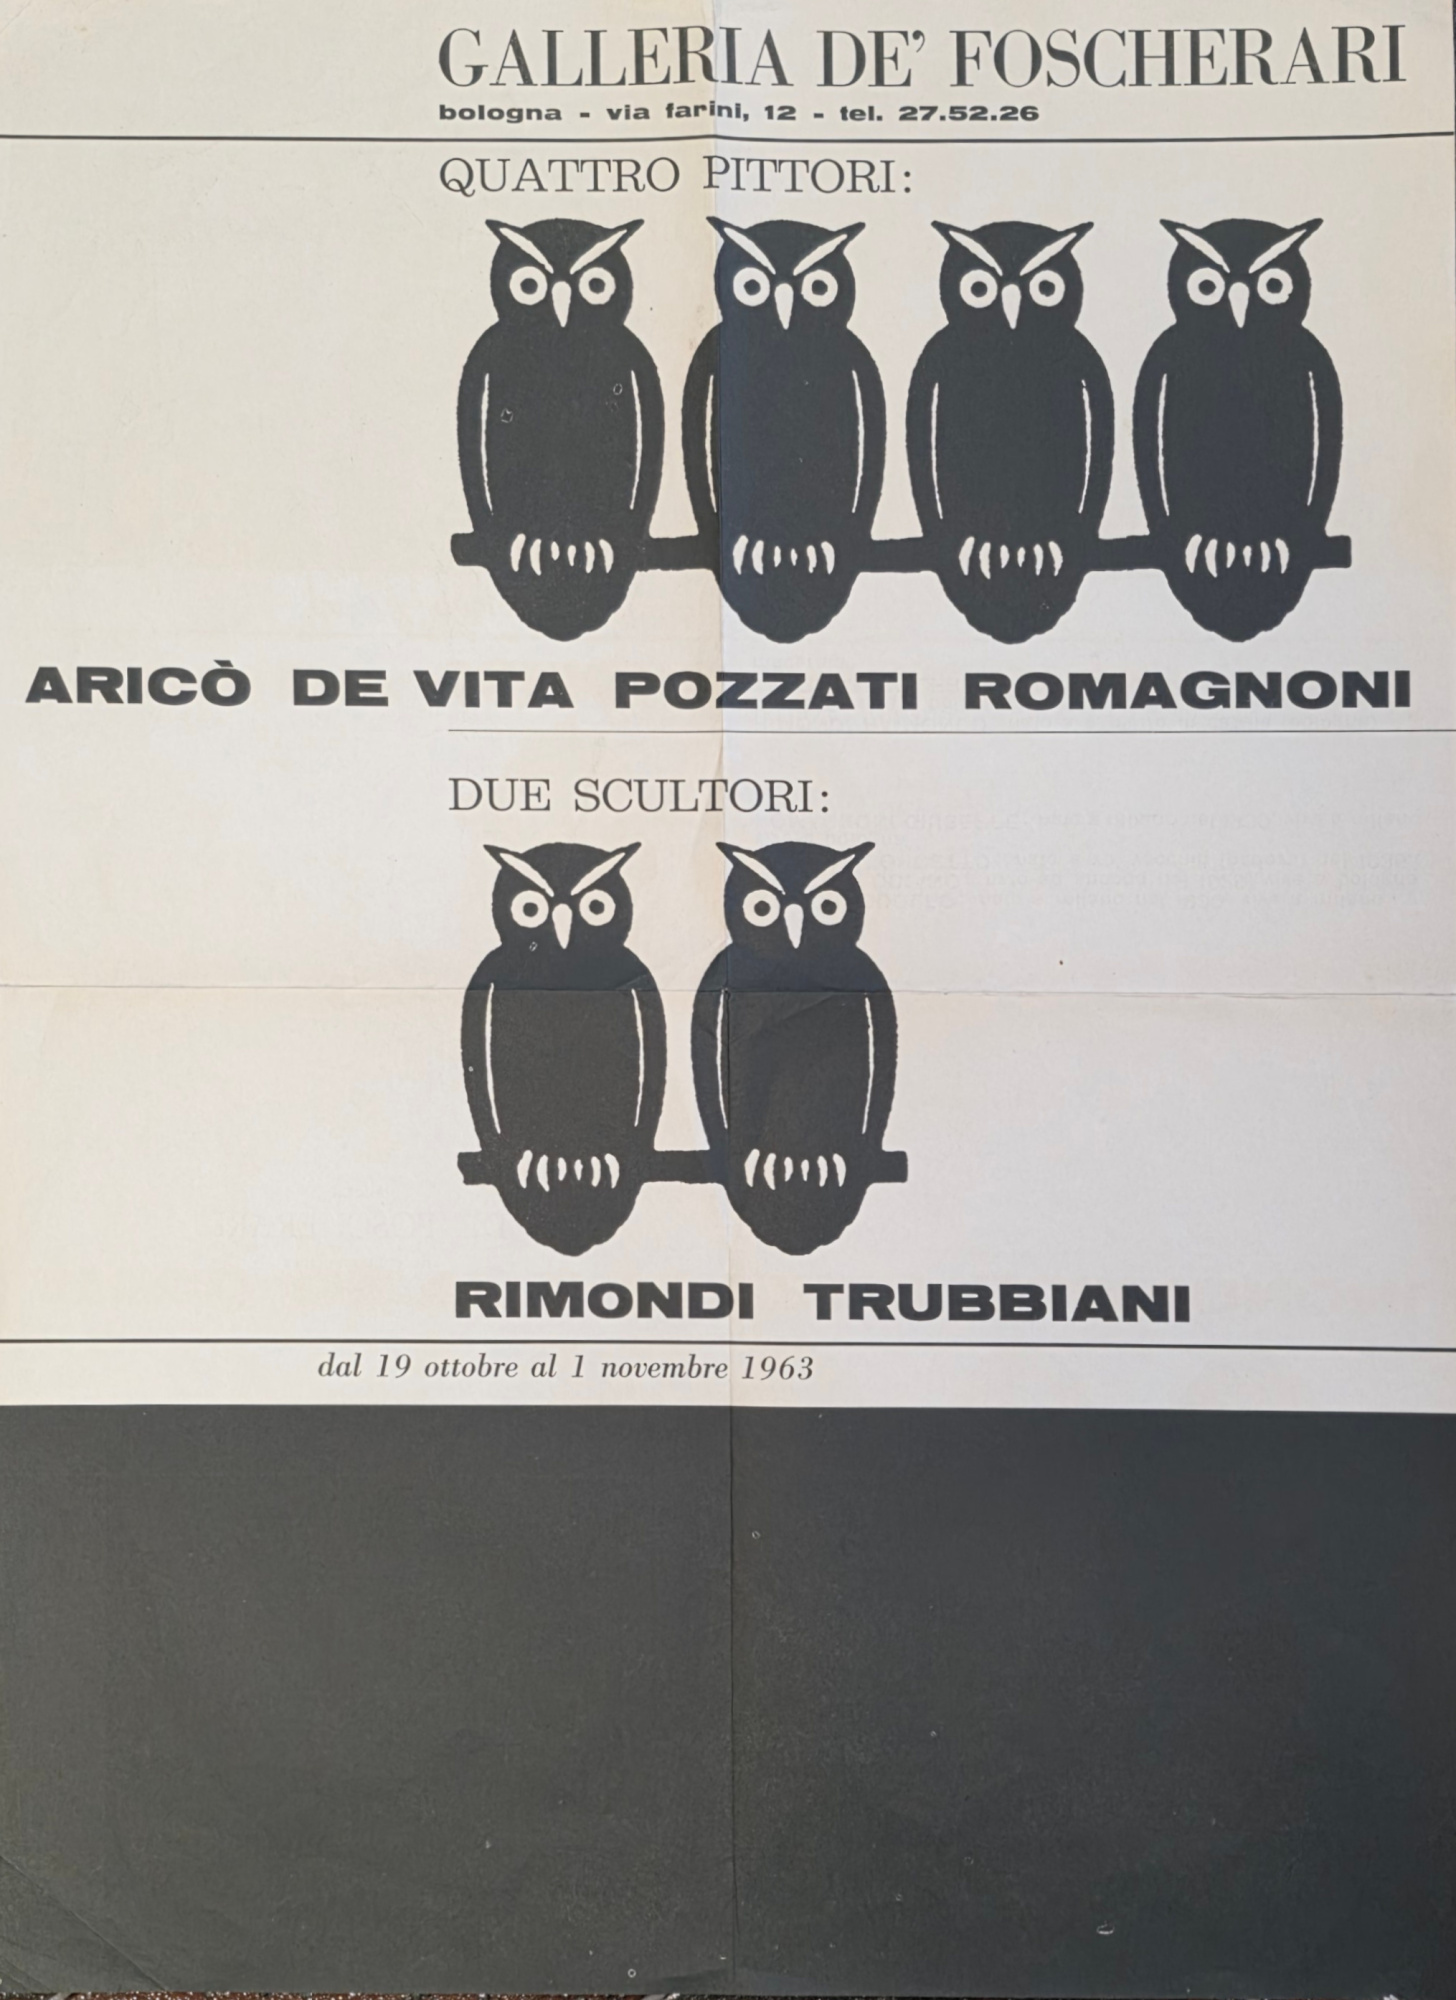 GALLERIA DE’ FOSCHERARI
bologna - via farini, 12 - tel. 27.52.26
QUATTRO PITTORI:
ARICÒ DE VITA POZZATI ROMAGNONI
DUE SCULTORI:
RIMONDI TRUBBIANI
dal 19 ottobre al 1 novembre 1963